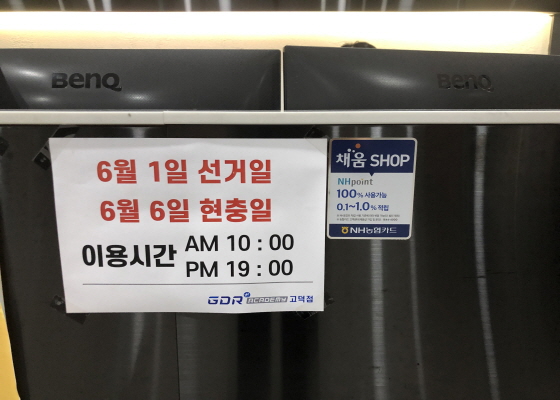 BenQ
BenQ
6월 1일 선거일
6월 6일 현충일
이용시간 AM 10 : 00
PM 19 : 00
GDR ACADEMY 고덕점
채움 SHOP
NHpoint
100% 사용가능
0.1~1.0% 적립
NH농협카드